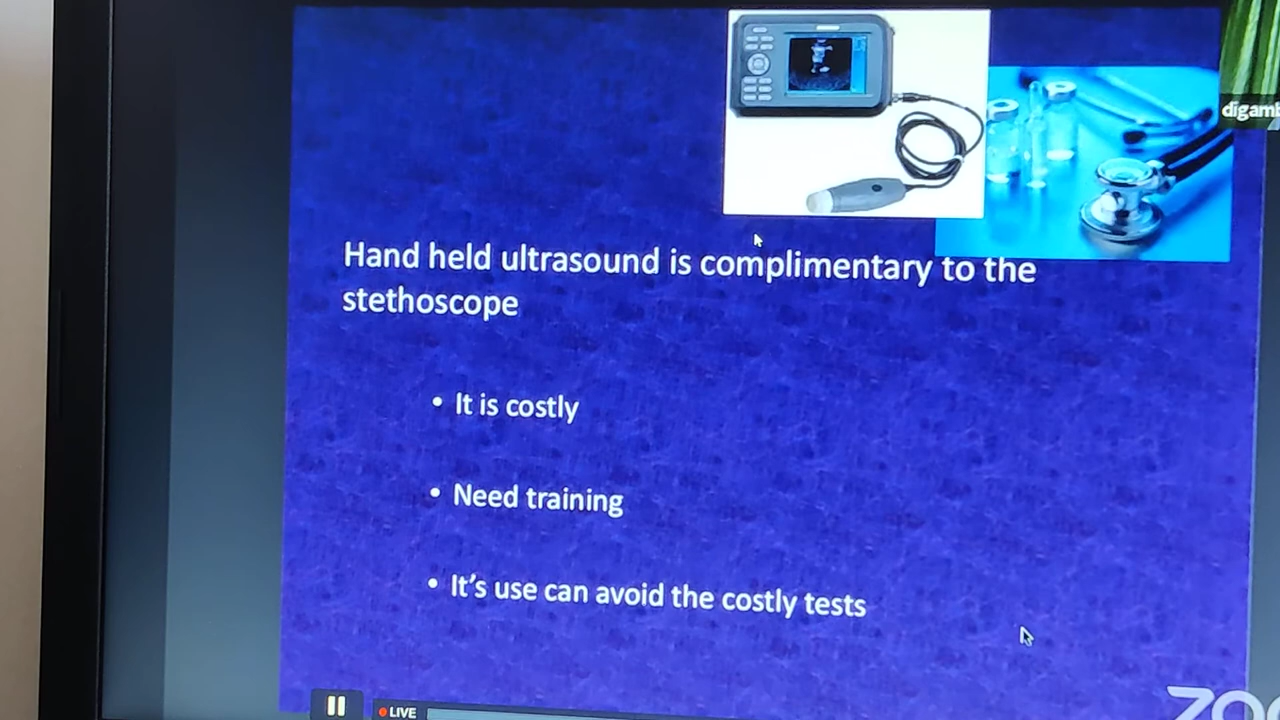 digamb
Hand held ultrasound is complimentary to the
stethoscope
• It is costly
• Need training
• It's use can avoid the costly tests
LIVE